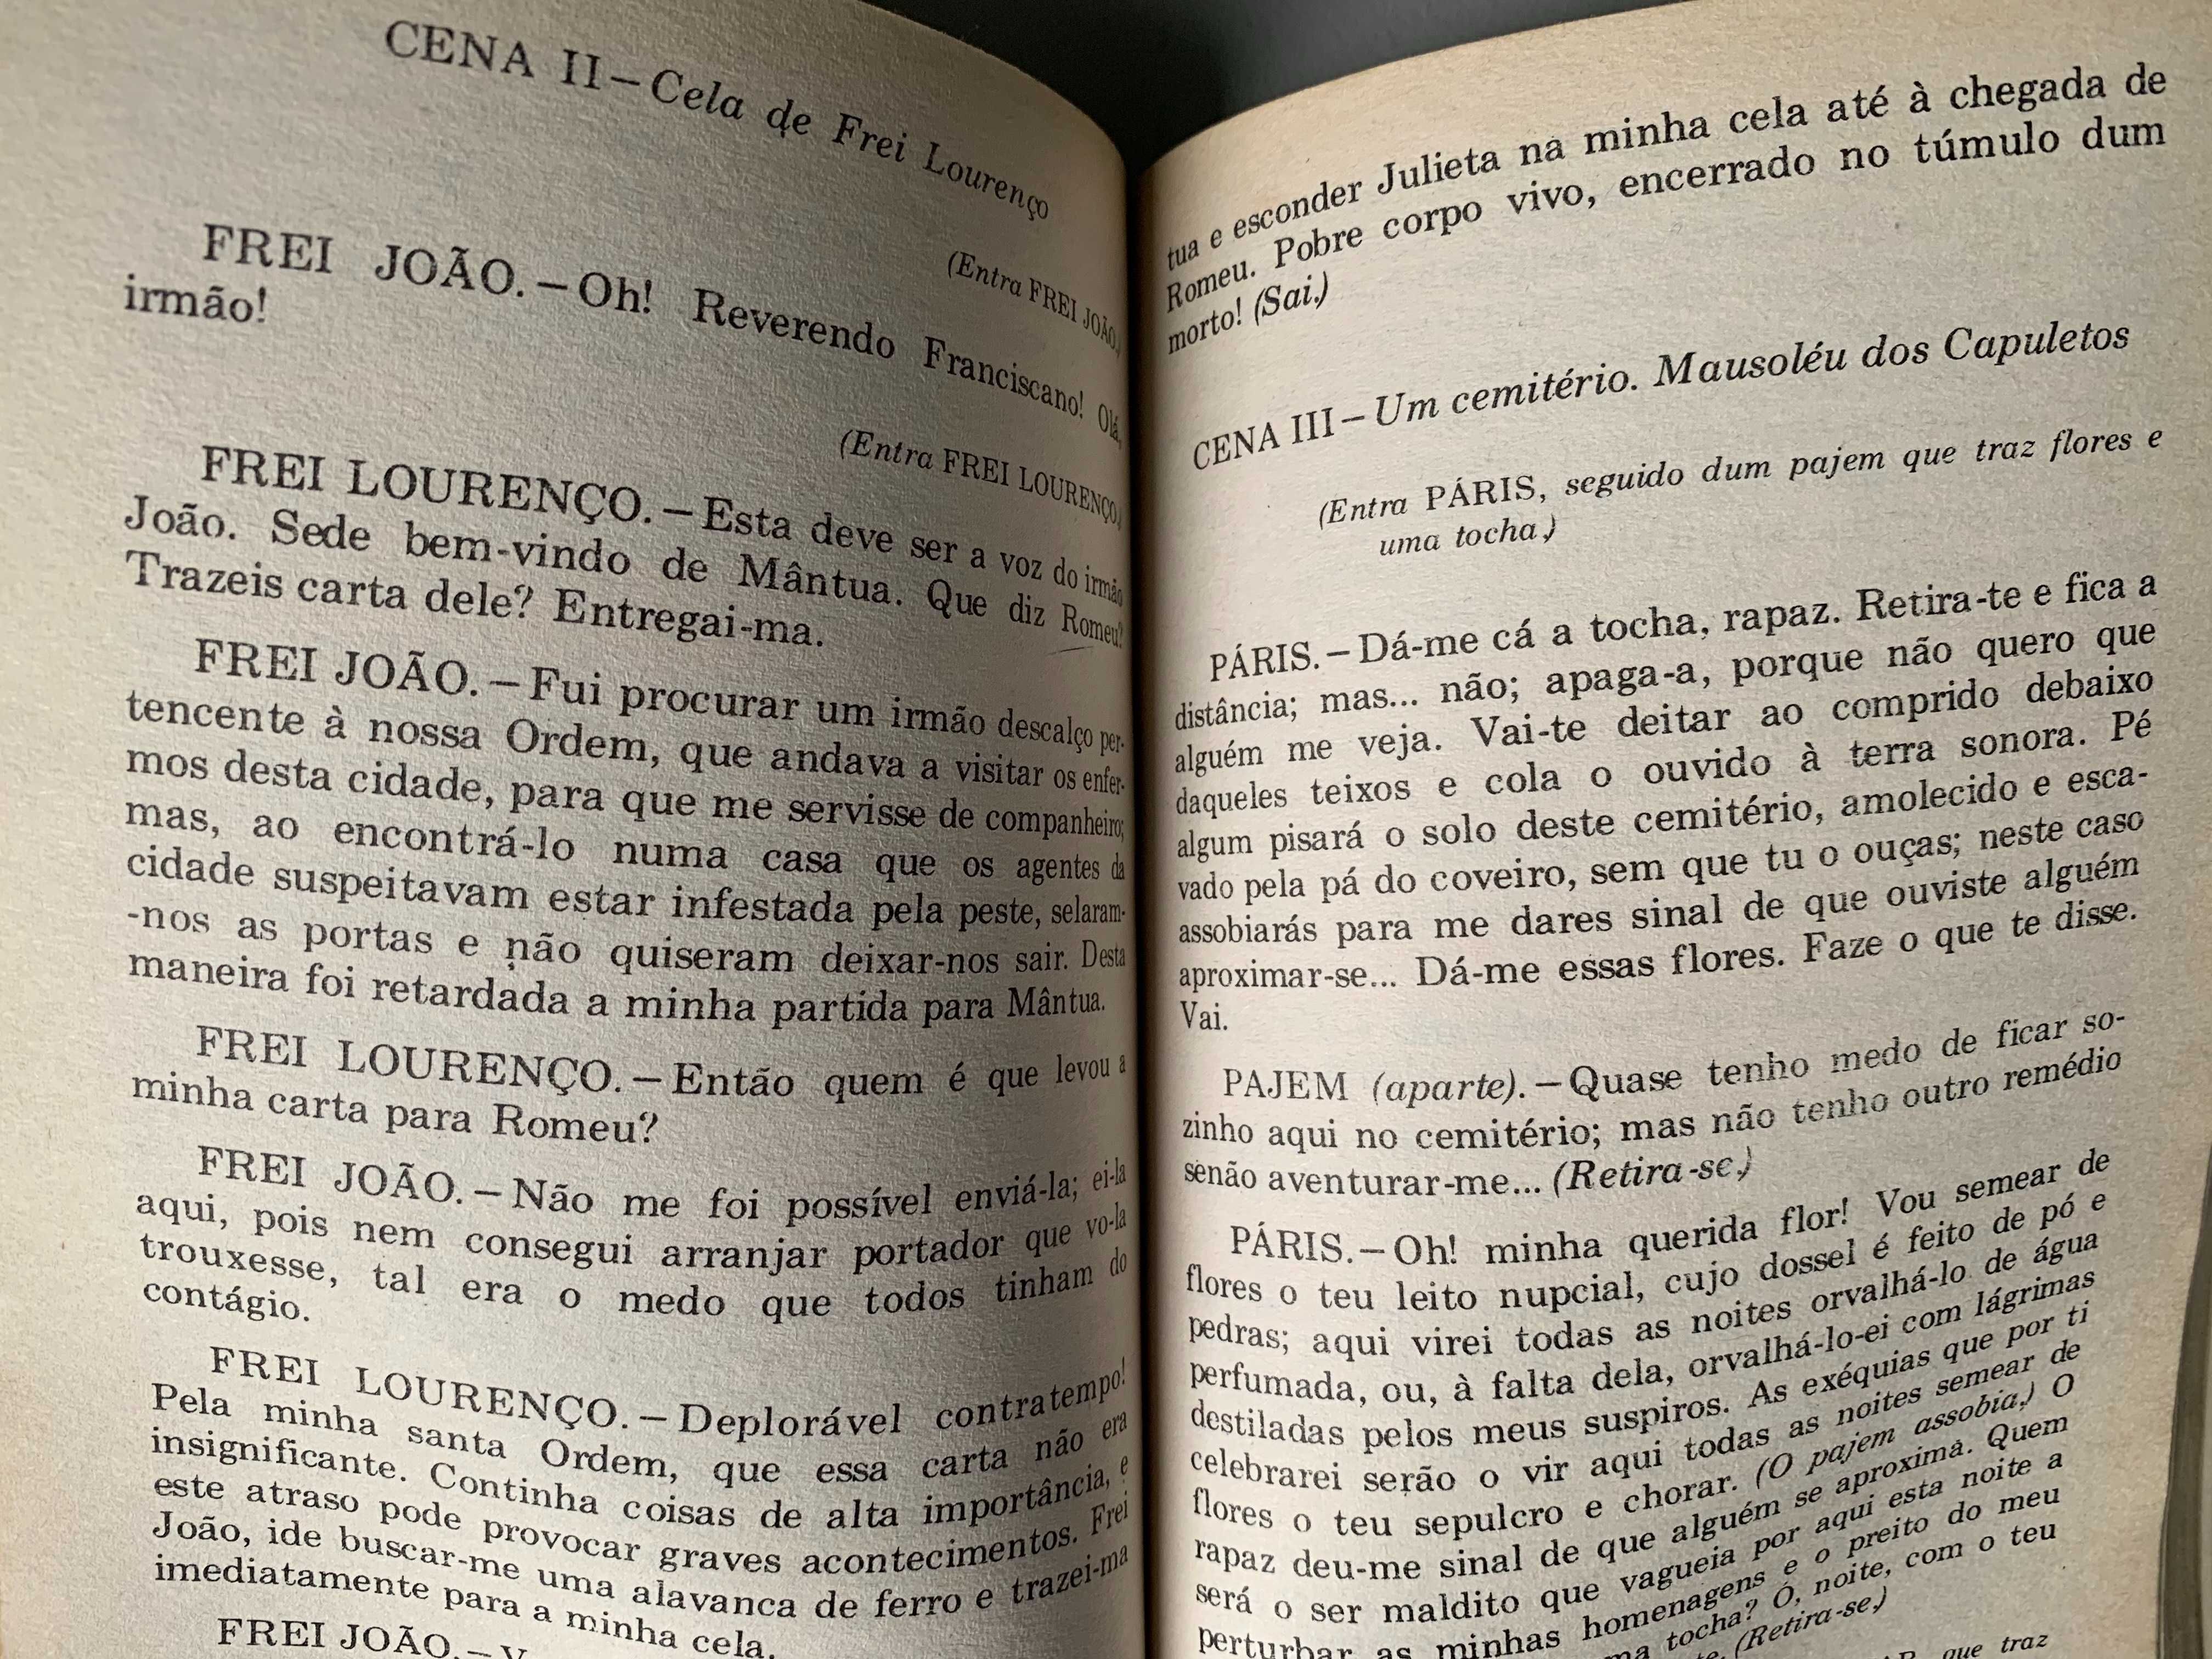 CENA II — Cela de Frei Lourenço
(Entra FREI JOÃO.)
FREI JOÃO. — Oh! Reverendo Franciscano! Olá,
irmão!
(Entra FREI LOURENÇO.)
FREI LOURENÇO. — Esta deve ser a voz do irmão
João. Sede bem-vindo de Mântua. Que diz Romeu?
Trazeis carta dele? Entregai-ma.
FREI JOÃO. — Fui procurar um irmão descalço per-
tencente à nossa Ordem, que andava a visitar os enfer-
mos desta cidade, para que me servisse de companheiro;
mas, ao encontrá-lo numa casa que os agentes da
cidade suspeitavam estar infestada pela peste, selaram-
-nos as portas e não quiseram deixar-nos sair. Desta
maneira foi retardada a minha partida para Mântua.
FREI LOURENÇO. — Então quem é que levou a
minha carta para Romeu?
FREI JOÃO. — Não me foi possível enviá-la; ei-la
aqui, pois nem consegui arranjar portador que vo-la
trouxesse, tal era o medo que todos tinham do
contágio.
FREI LOURENÇO. — Deplorável contratempo!
Pela minha santa Ordem, que essa carta não era
insignificante. Continha coisas de alta importância, e
este atraso pode provocar graves acontecimentos. Frei
João, ide buscar-me uma alavanca de ferro e trazei-ma
imediatamente para a minha cela.
FREI JOÃO. —
tua e esconder Julieta na minha cela até à chegada de
Romeu. Pobre corpo vivo, encerrado no túmulo dum
morto! (Sai.)
CENA III — Um cemitério. Mausoléu dos Capuletos
(Entra PÁRIS, seguido dum pajem que traz flores e
uma tocha.)
PÁRIS. — Dá-me cá a tocha, rapaz. Retira-te e fica a
distância; mas... não; apaga-a, porque não quero que
alguém me veja. Vai-te deitar ao comprido debaixo
daqueles teixos e cola o ouvido à terra sonora. Pé
algum pisará o solo deste cemitério, amolecido e esca-
vado pela pá do coveiro, sem que tu o ouças; neste caso
assobiarás para me dares sinal de que ouviste alguém
aproximar-se... Dá-me essas flores. Faze o que te disse.
Vai.
PAJEM (aparte). — Quase tenho medo de ficar so-
zinho aqui no cemitério; mas não tenho outro remédio
senão aventurar-me... (Retira-se.)
PÁRIS. — Oh! minha querida flor! Vou semear de
flores o teu leito nupcial, cujo dossel é feito de pó e
pedras; aqui virei todas as noites orvalhá-lo de água
perfumada, ou, à falta dela, orvalhá-lo-ei com lágrimas
destiladas pelos meus suspiros. As exéquias que por ti
celebrarei serão o vir aqui todas as noites semear de
flores o teu sepulcro e chorar. (O pajem assobia.) O
rapaz deu-me sinal de que alguém se aproxima. Quem
será o ser maldito que vagueia por aqui esta noite a
perturbar as minhas homenagens e o preito do meu
tocha? Ó, noite, com o teu
(Retira-se.)
que traz